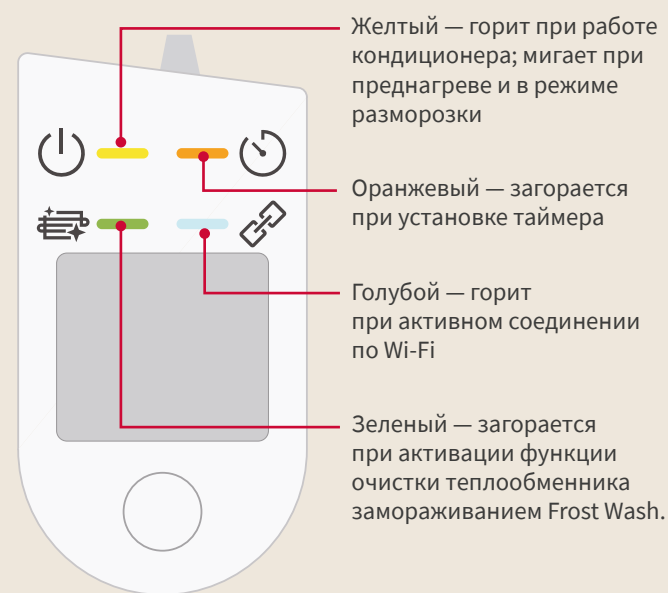 Желтый — горит при работе
кондиционера; мигает при
преднагреве и в режиме
разморозки
Оранжевый — загорается
при установке таймера
Голубой — горит
при активном соединении
по Wi-Fi
Зеленый — загорается
при активации функции
очистки теплообменника
замораживанием Frost Wash.